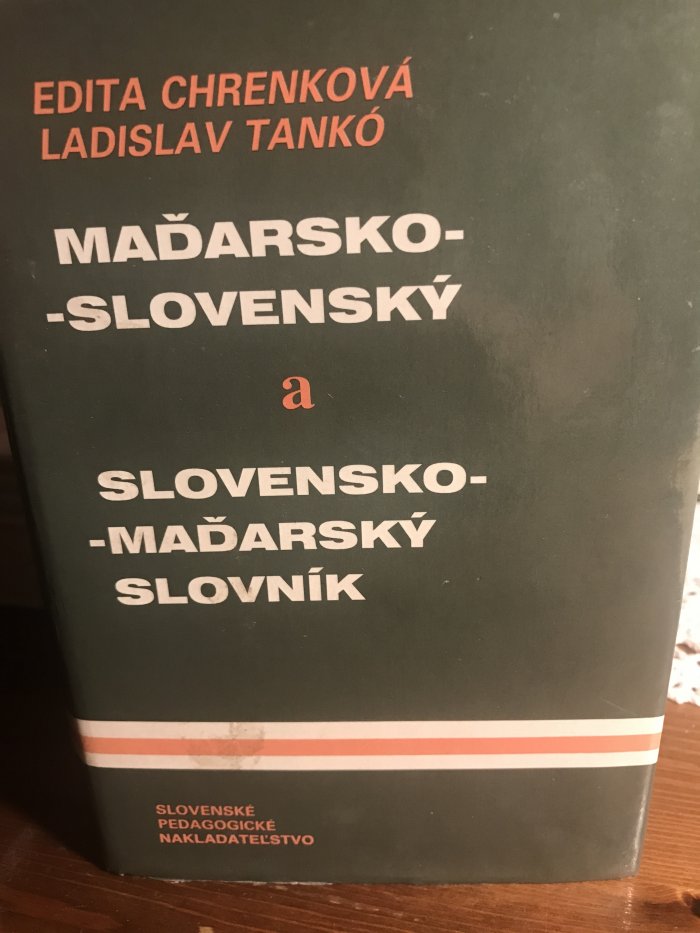 EDITA CHRENKOVÁ
LADISLAV TANKÓ
MAĎARSKO-
-SLOVENSKÝ
a
SLOVENSKO-
-MAĎARSKÝ
SLOVNÍK
SLOVENSKÉ
PEDAGOGICKÉ
NAKLADATEĽSTVO